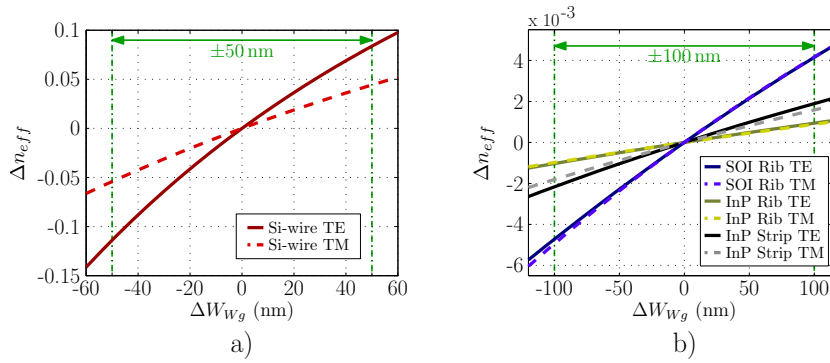 0.1
0.05
0
-0.05
-0.1
-0.15
Δn_eff
±50 nm
Si-wire TE
Si-wire TM
-60 -40 -20 0 20 40 60
ΔW_Wg (nm)
a)
x 10^-3
4
2
0
-2
-4
-6
Δn_eff
±100 nm
SOI Rib TE
SOI Rib TM
InP Rib TE
InP Rib TM
InP Strip TE
InP Strip TM
-100 -50 0 50 100
ΔW_Wg (nm)
b)